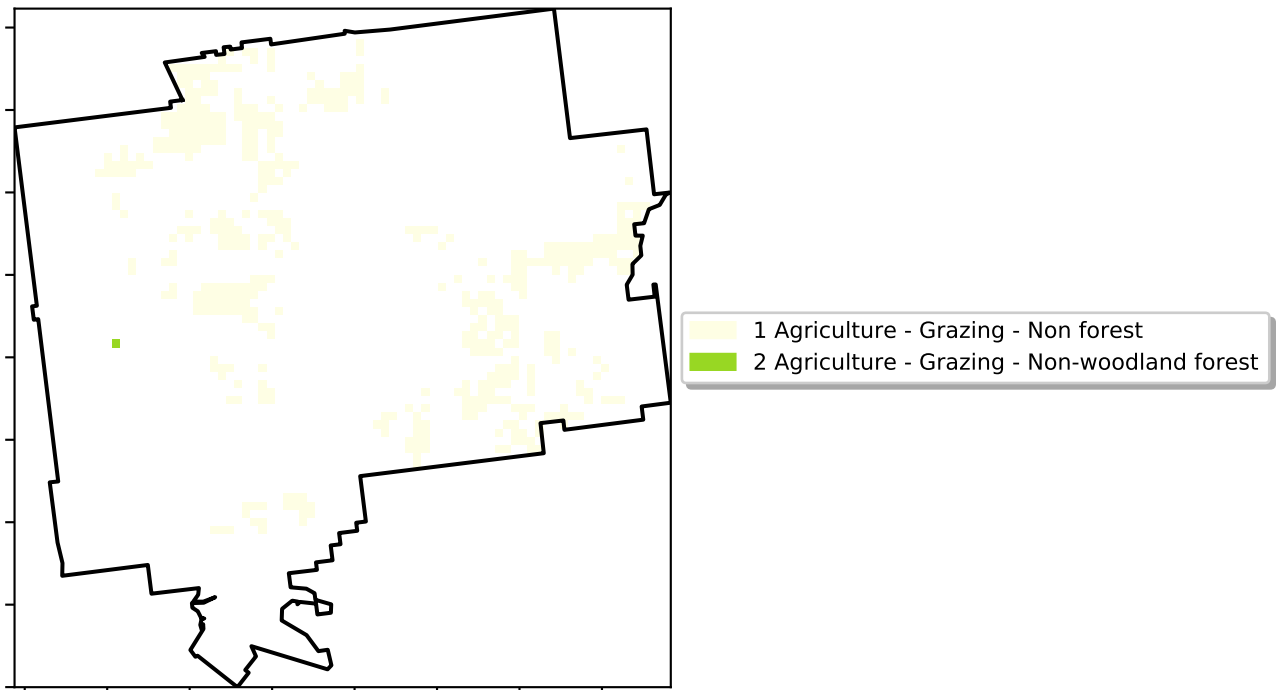 1 Agriculture - Grazing - Non forest
2 Agriculture - Grazing - Non-woodland forest